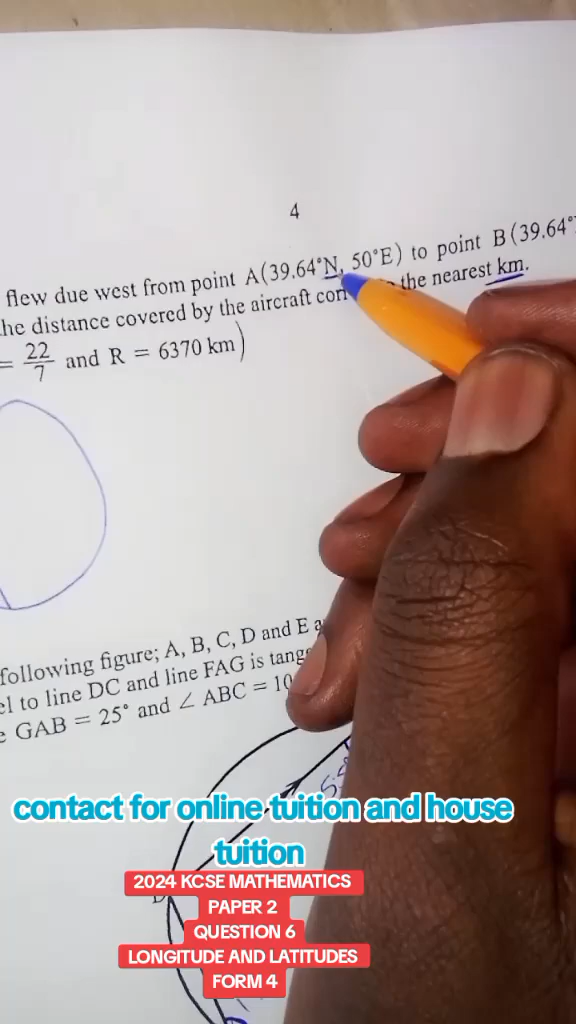 4
flew due west from point A(39.64°N, 50°E) to point B(39.64°
he distance covered by the aircraft the nearest km.
= 22/7 and R = 6370 km)
following figure; A, B, C, D and E a
el to line DC and line FAG is tang
e GAB = 25° and ∠ ABC = 10
contact for online tuition and house
tuition
2024 KCSE MATHEMATICS
PAPER 2
QUESTION 6
LONGITUDE AND LATITUDES
FORM 4